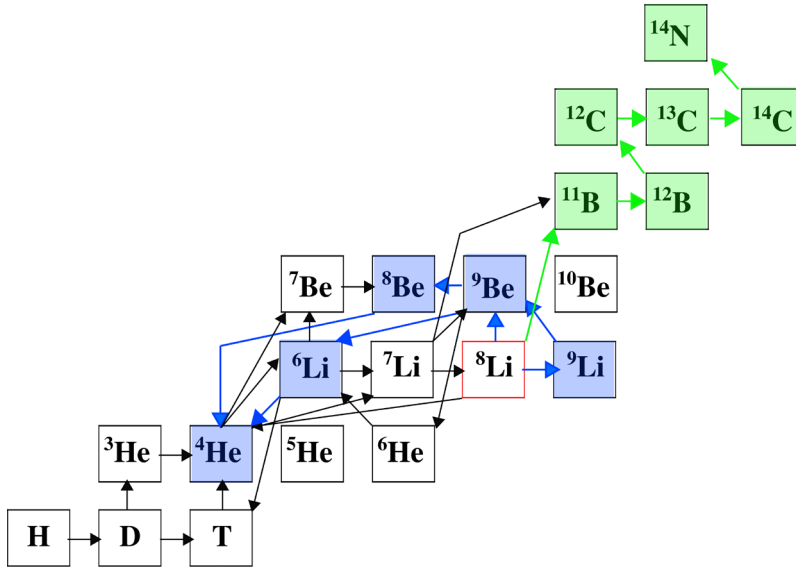 ¹⁴N
¹²C ¹³C ¹⁴C
¹¹B ¹²B
⁷Be ⁸Be ⁹Be ¹⁰Be
⁶Li ⁷Li ⁸Li ⁹Li
³He ⁴He ⁵He ⁶He
H D T